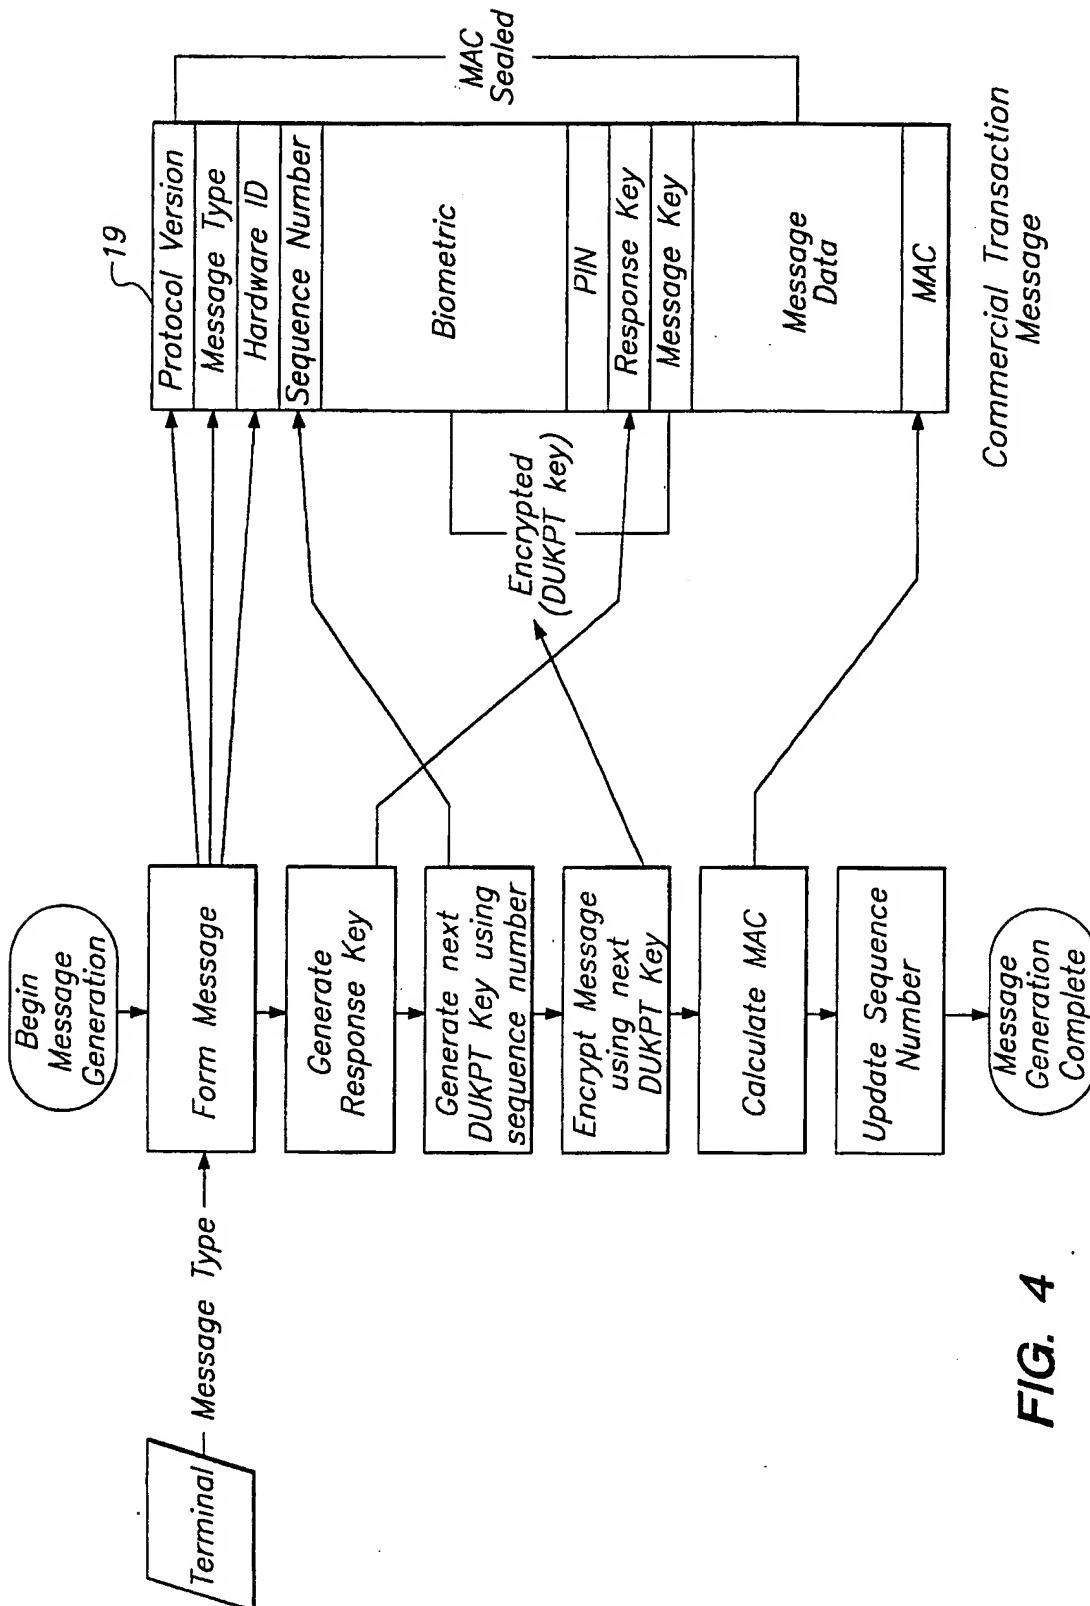 Terminal
Message Type
Begin
Message
Generation
Form Message
Generate
Response Key
Generate next
DUKPT Key using
sequence number
Encrypt Message
using next
DUKPT Key
Calculate MAC
Update Sequence
Number
Message
Generation
Complete
Encrypted
(DUKPT key)
19
Protocol Version
Message Type
Hardware ID
Sequence Number
Biometric
PIN
Response Key
Message Key
Message
Data
MAC
MAC
Sealed
Commercial Transaction
Message
FIG. 4